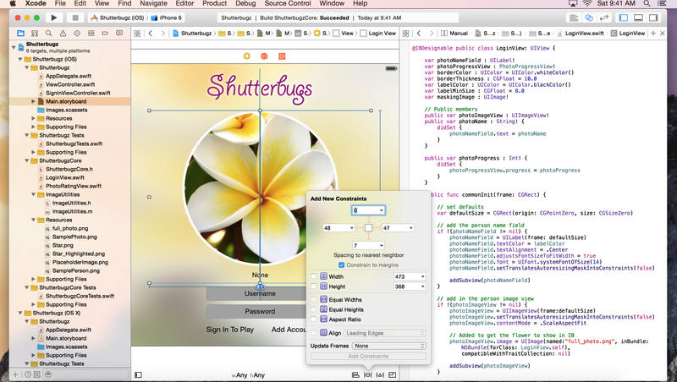 Xcode File Edit View Find Navigate Editor Product Debug Source Control Window Help
Sat 9:41 AM
Shutterbugz
iPhone 6
Shutterbugz
Build ShutterbugzCore: Succeeded
Today at 9:41 AM
Shutterbugz
View
Login View
Manual
LoginView.swift
LoginView
Shutterbugz
6 targets, multiple platforms
Shutterbugz (iOS)
Shutterbugz
AppDelegate.swift
ViewController.swift
SignInViewController.swift
Main.storyboard
Images.xcassets
Resources
Supporting Files
Shutterbugz Tests
ShutterbugzTests.swift
Supporting Files
ShutterbugzCore
ShutterbugzCore.h
LoginView.swift
PhotoRatingView.swift
ImageUtilities
ImageUtilities.h
ImageUtilities.m
Resources
full_photo.png
SamplePhoto.png
Star.png
Star_Highlighted.png
PlaceholderImage.png
SamplePerson.png
Supporting Files
ShutterbugzCore Tests
ShutterbugzCoreTests.swift
Supporting Files
Shutterbugz (OS X)
Shutterbugz
AppDelegate.swift
Main.storyboard
Images.xcassets
Supporting Files
Shutterbugz Tests
Shutterbugs
None
Username
Password
Sign In To Play
Add Accou
wAny hAny
Add New Constraints
48
47
7
Spacing to nearest neighbor
Constrain to margins
Width 473
Height 368
Equal Widths
Equal Heights
Aspect Ratio
Align Leading Edges
Update Frames None
Add Constraints
@IBDesignable public class LoginView: UIView {
var photoNameField : UILabel!
var photoProgressView : PhotoProgressView!
var borderColor : UIColor = UIColor.whiteColor()
var borderThickness : CGFloat = 10.0
var labelColor : UIColor = UIColor.blackColor()
var labelMinSize : CGFloat = 8.0
var maskingImage : UIImage!
// Public members
public var photoImageView : UIImageView!
public var photoName : String! {
didSet {
photoNameField.text = photoName
}
}
public var photoProgress : Int! {
didSet {
photoProgressView.progress = photoProgress
}
}
func commonInit(frame: CGRect) {
// set defaults
var defaultSize = CGRect(origin: CGPointZero, size: CGSizeZero)
// add the person name field
if !(photoNameField != nil) {
photoNameField = UILabel(frame: defaultSize)
photoNameField.textColor = labelColor
photoNameField.textAlignment = .Center
photoNameField.adjustsFontSizeToFitWidth = true
photoNameField.font = UIFont.systemFontOfSize(14)
photoNameField.setTranslatesAutoresizingMaskIntoConstraints(false)
addSubview(photoNameField)
}
// add in the person image view
if !(photoImageView != nil) {
photoImageView = UIImageView(frame:defaultSize)
photoImageView.setTranslatesAutoresizingMaskIntoConstraints(false)
photoImageView.contentMode = .ScaleAspectFit
// Added to get the flower to show in IB
photoImageView.image = UIImage(named:"full_photo.png", inBundle:
NSBundle(forClass: LoginView.self),
compatibleWithTraitCollection: nil)
addSubview(photoImageView)